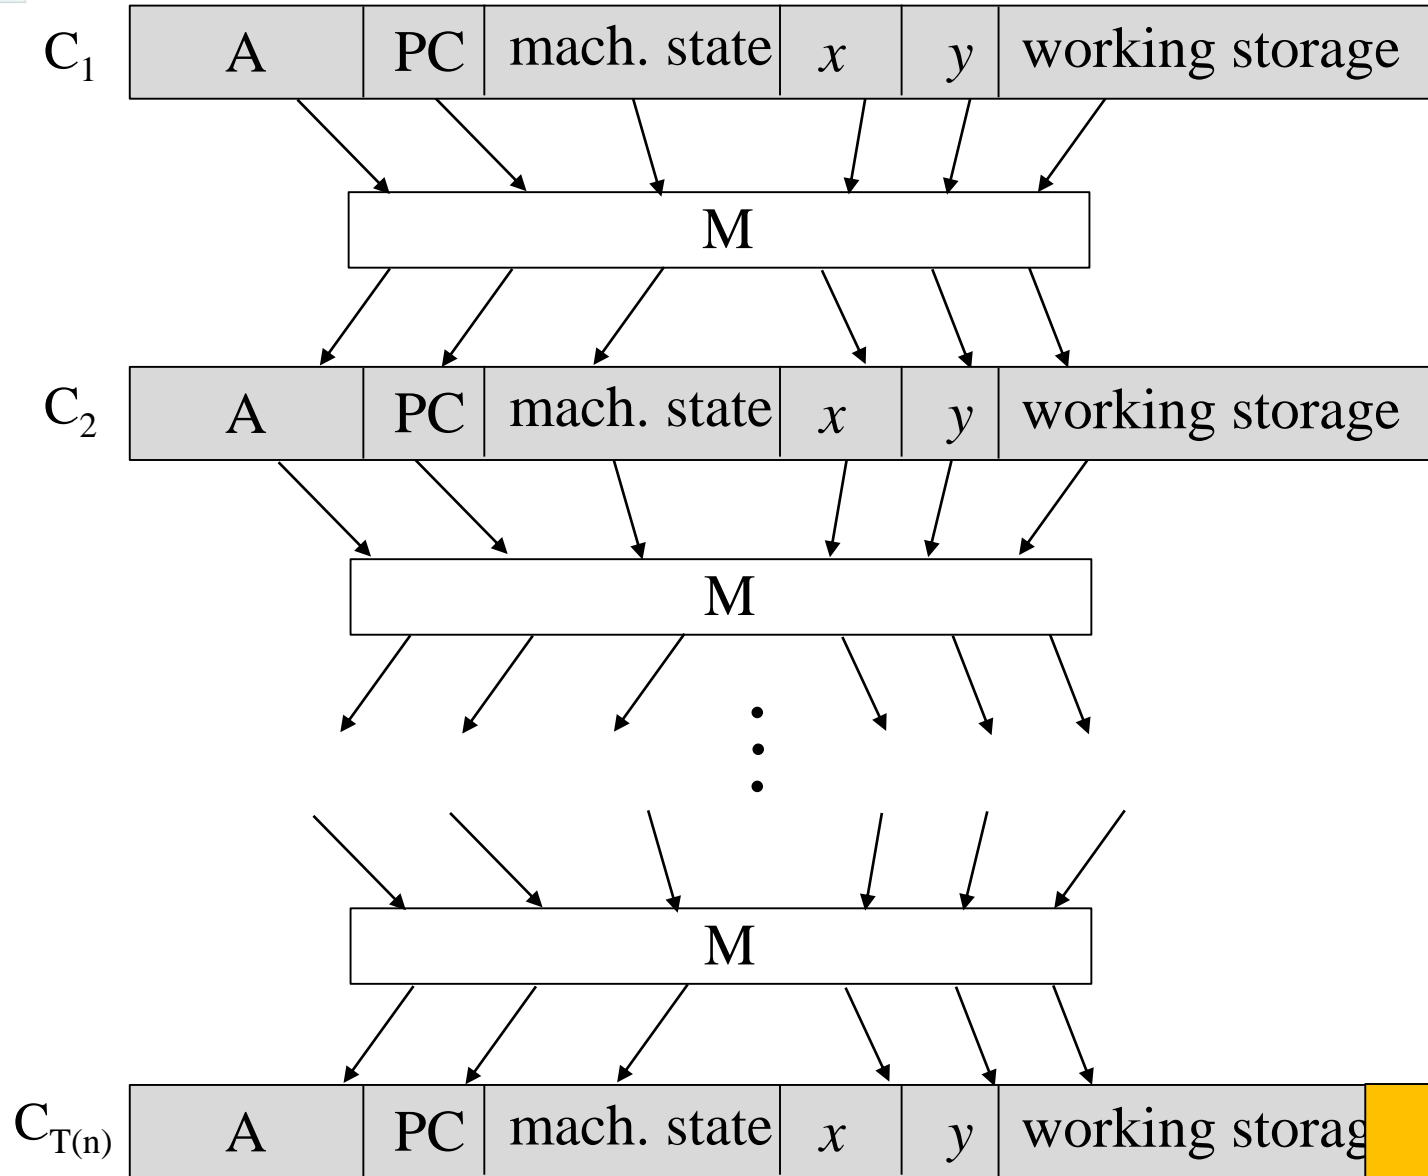 C1 A PC mach. state x y working storage
M
C2 A PC mach. state x y working storage
M
M
CT(n) A PC mach. state x y working storag